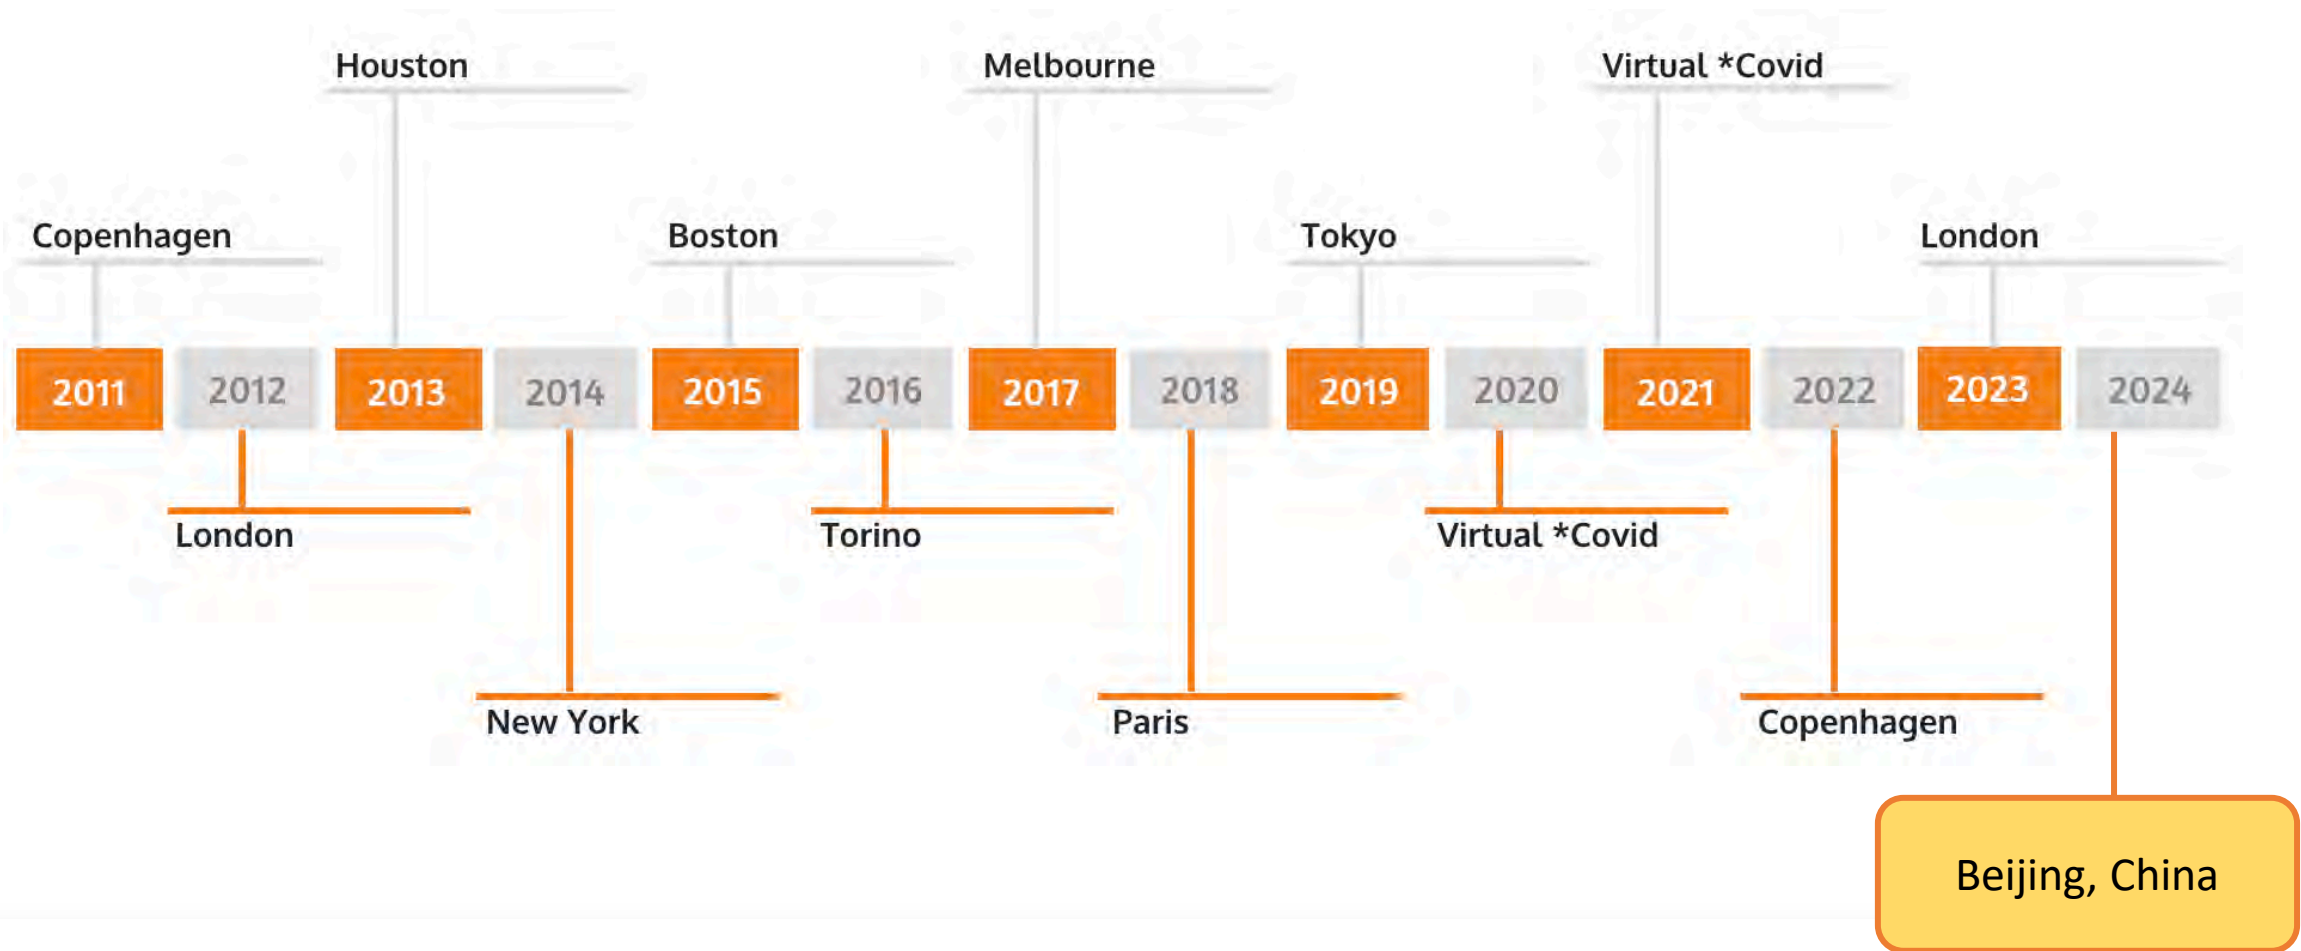 Houston
Melbourne
Virtual *Covid
Copenhagen
Boston
Tokyo
London
2011
2012
2013
2014
2015
2016
2017
2018
2019
2020
2021
2022
2023
2024
London
Torino
Virtual *Covid
New York
Paris
Copenhagen
Beijing, China